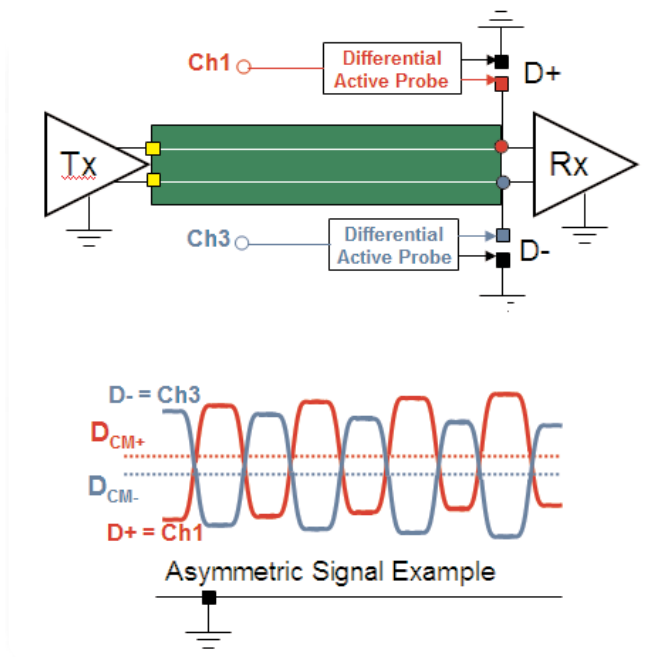 Ch1
Differential
Active Probe
D+
Tx
Rx
Ch3
Differential
Active Probe
D-
D- = Ch3
DCM+
DCM-
D+ = Ch1
Asymmetric Signal Example